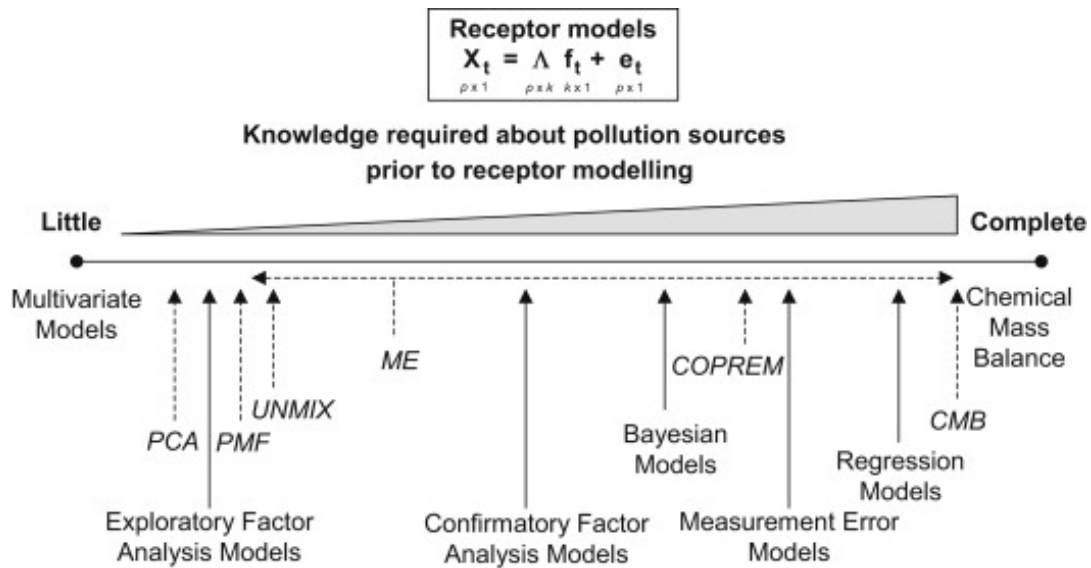 Receptor models
X_t = Λ f_t + e_t
p x 1 p x k k x 1 p x 1
Knowledge required about pollution sources
prior to receptor modelling
Little
Complete
Multivariate
Models
Chemical
Mass
Balance
PCA
PMF
UNMIX
ME
COPREM
CMB
Bayesian
Models
Regression
Models
Exploratory Factor
Analysis Models
Confirmatory Factor
Analysis Models
Measurement Error
Models